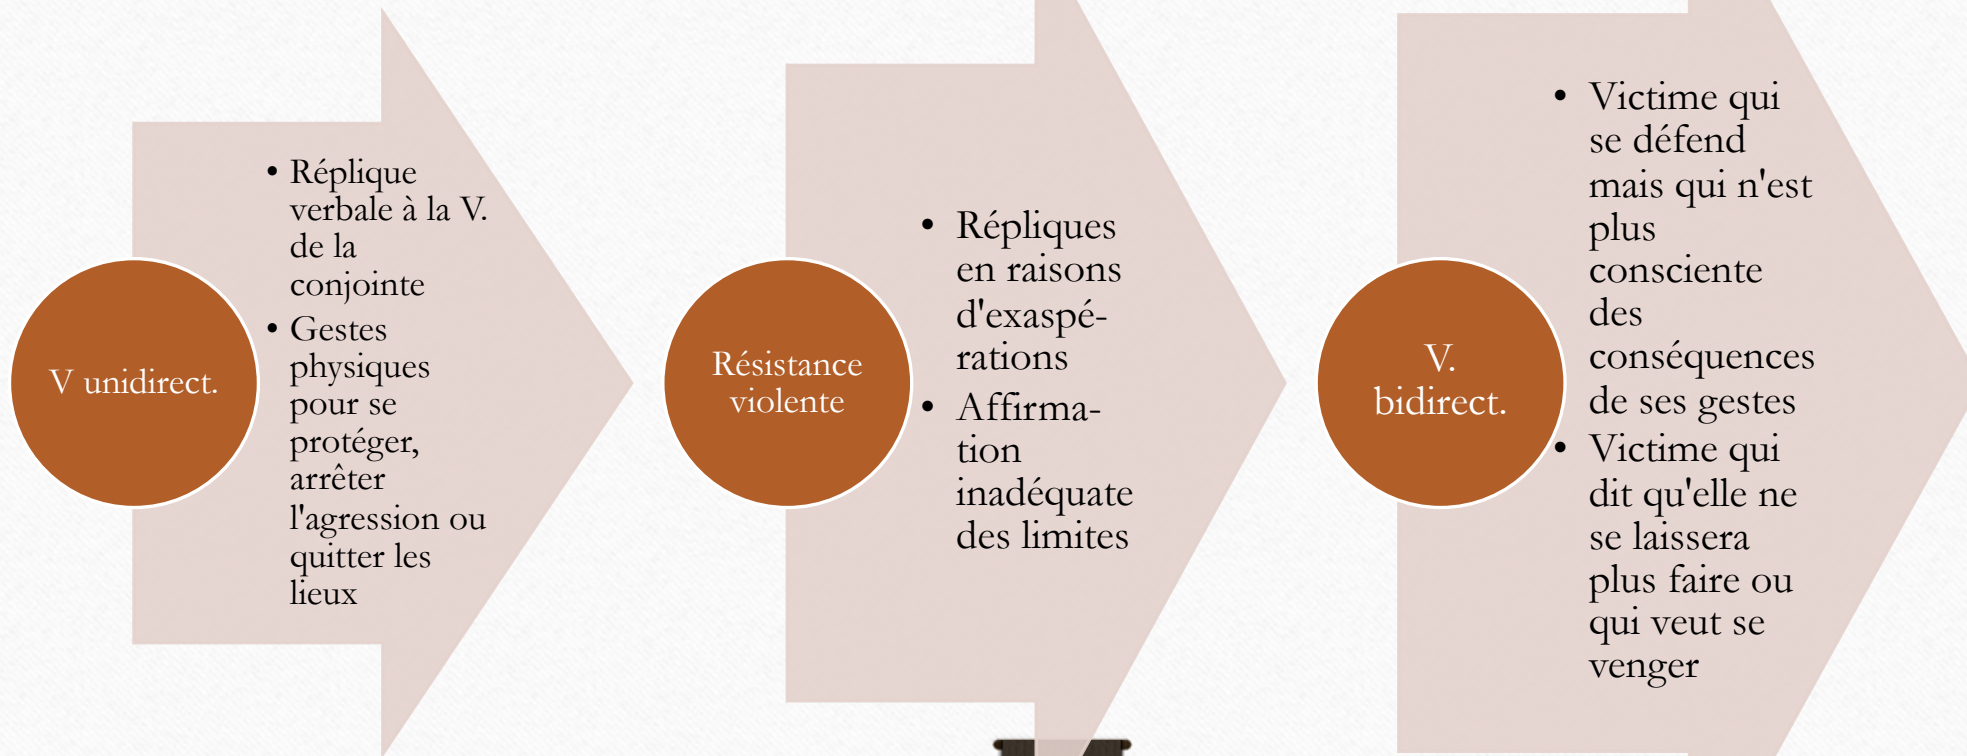 V unidirect.
• Réplique
verbale à la V.
de la
conjointe
• Gestes
physiques
pour se
protéger,
arrêter
l'agression ou
quitter les
lieux
Résistance
violente
• Répliques
en raisons
d'exaspé-
rations
• Affirma-
tion
inadéquate
des limites
V.
bidirect.
• Victime qui
se défend
mais qui n'est
plus
consciente
des
conséquences
de ses gestes
• Victime qui
dit qu'elle ne
se laissera
plus faire ou
qui veut se
venger